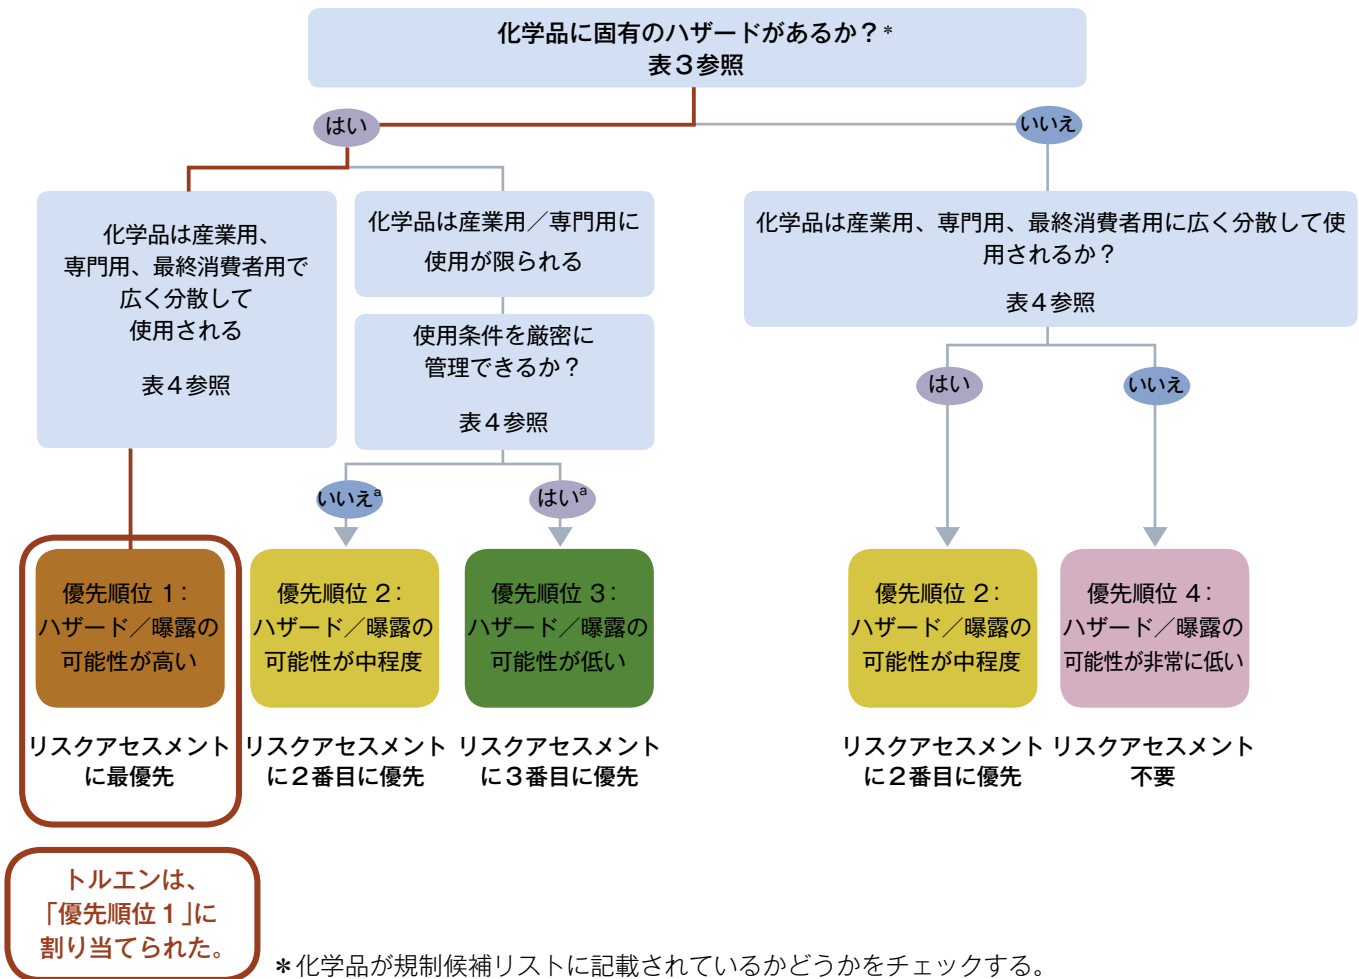 化学品に固有のハザードがあるか？*
表３参照
はい
いいえ
化学品は産業用、
専門用、最終消費者用で
広く分散して
使用される
表４参照
化学品は産業用／専門用に
使用が限られる
使用条件を厳密に
管理できるか？
表４参照
化学品は産業用、専門用、最終消費者用に広く分散して使
用されるか？
表４参照
いいえa
はいa
はい
いいえ
優先順位 1：
ハザード／曝露の
可能性が高い
優先順位 2：
ハザード／曝露の
可能性が中程度
優先順位 3：
ハザード／曝露の
可能性が低い
優先順位 2：
ハザード／曝露の
可能性が中程度
優先順位 4：
ハザード／曝露の
可能性が非常に低い
リスクアセスメント
に最優先
リスクアセスメント
に２番目に優先
リスクアセスメント
に３番目に優先
リスクアセスメント
に２番目に優先
リスクアセスメント
不要
トルエンは、
「優先順位１」に
割り当てられた。
＊化学品が規制候補リストに記載されているかどうかをチェックする。